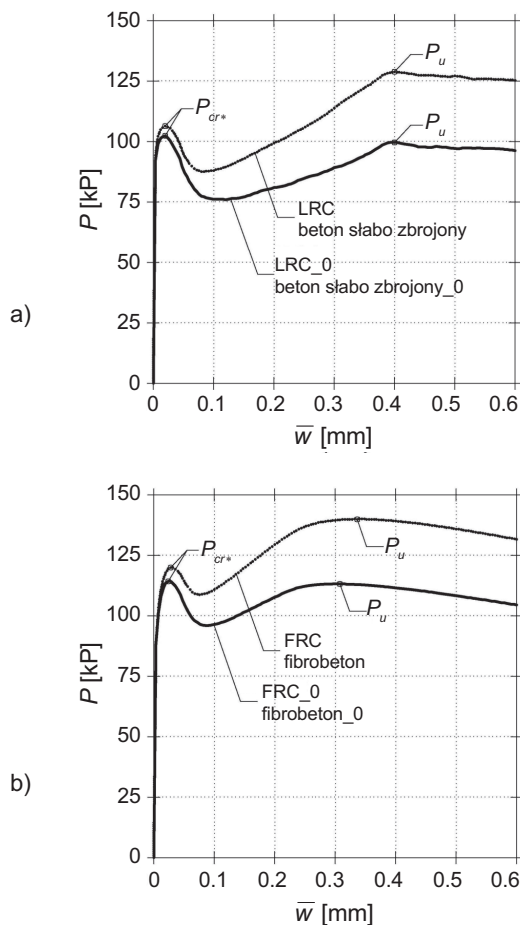 a)
150
125
100
75
50
25
0
P [kP]
P_cr*
P_u
P_u
LRC
beton słabo zbrojony
LRC_0
beton słabo zbrojony_0
0 0.1 0.2 0.3 0.4 0.5 0.6
w̅ [mm]
b)
150
125
100
75
50
25
0
P [kP]
P_cr*
P_u
P_u
FRC
fibrobeton
FRC_0
fibrobeton_0
0 0.1 0.2 0.3 0.4 0.5 0.6
w̅ [mm]